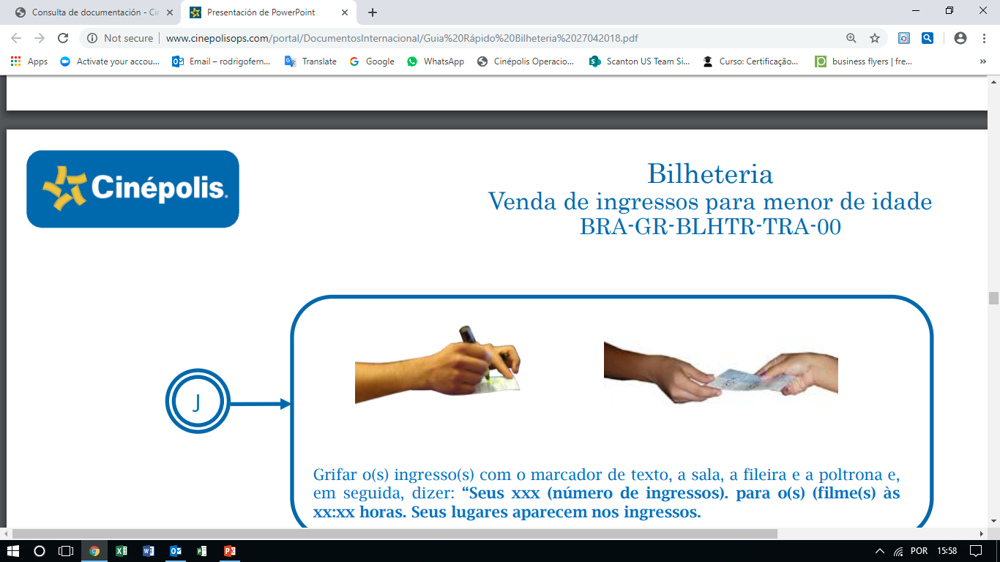 Consulta de documentação - Cin
Presentación de PowerPoint
Not secure | www.cinepolisops.com/portal/DocumentosInternacional/Guia%20Rápido%20Bilheteria%2027042018.pdf
Apps
Activate your accou...
Email – rodrigofern...
Translate
Google
WhatsApp
Cinépolis Operacio...
Scanton US Team Si...
Curso: Certificação...
business flyers | fre...
»
Cinépolis.
Bilheteria
Venda de ingressos para menor de idade
BRA-GR-BLHTR-TRA-00
J
Grifar o(s) ingresso(s) com o marcador de texto, a sala, a fileira e a poltrona e,
em seguida, dizer: “Seus xxx (número de ingressos). para o(s) (filme(s) às
xx:xx horas. Seus lugares aparecem nos ingressos.
POR
15:58